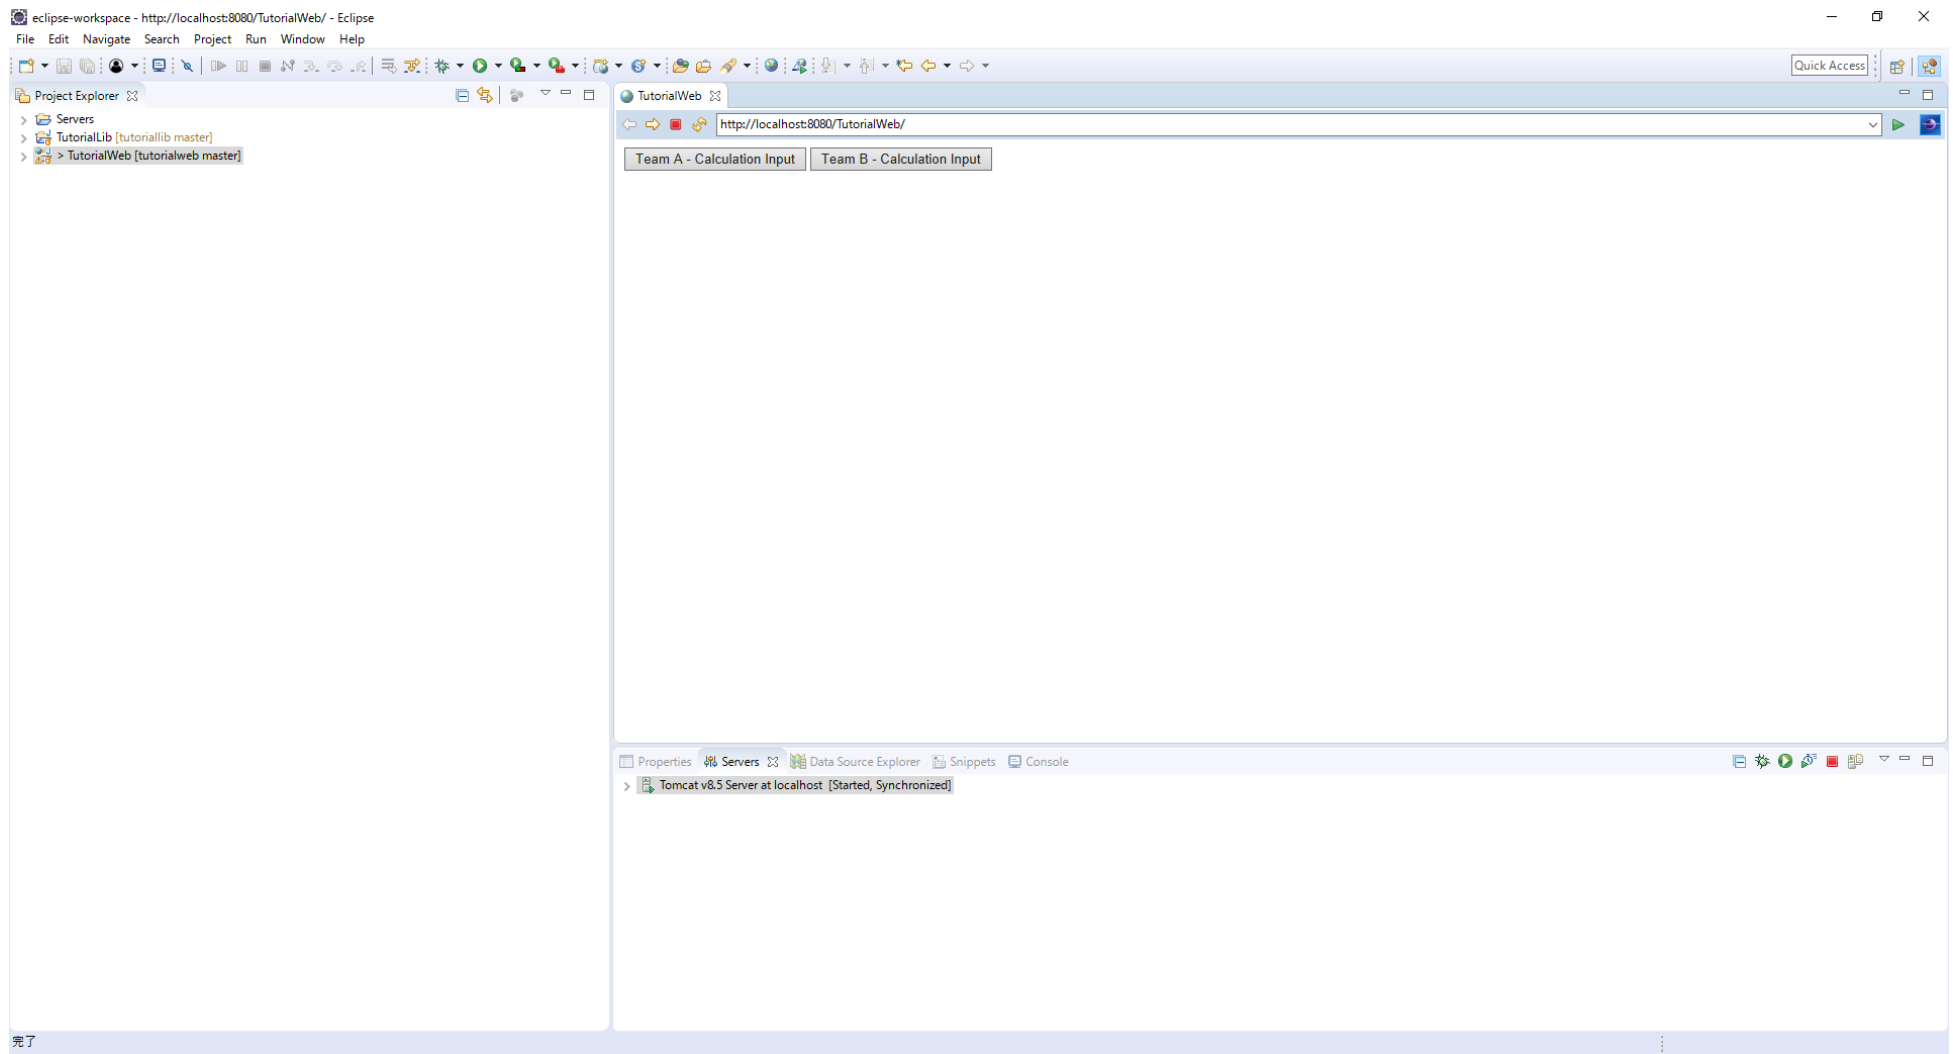 eclipse-workspace - http://localhost:8080/TutorialWeb/ - Eclipse
File Edit Navigate Search Project Run Window Help
Quick Access
Project Explorer
Servers
TutorialLib [tutoriallib master]
> TutorialWeb [tutorialweb master]
TutorialWeb
http://localhost:8080/TutorialWeb/
Team A - Calculation Input Team B - Calculation Input
Properties Servers Data Source Explorer Snippets Console
Tomcat v8.5 Server at localhost [Started, Synchronized]
完了